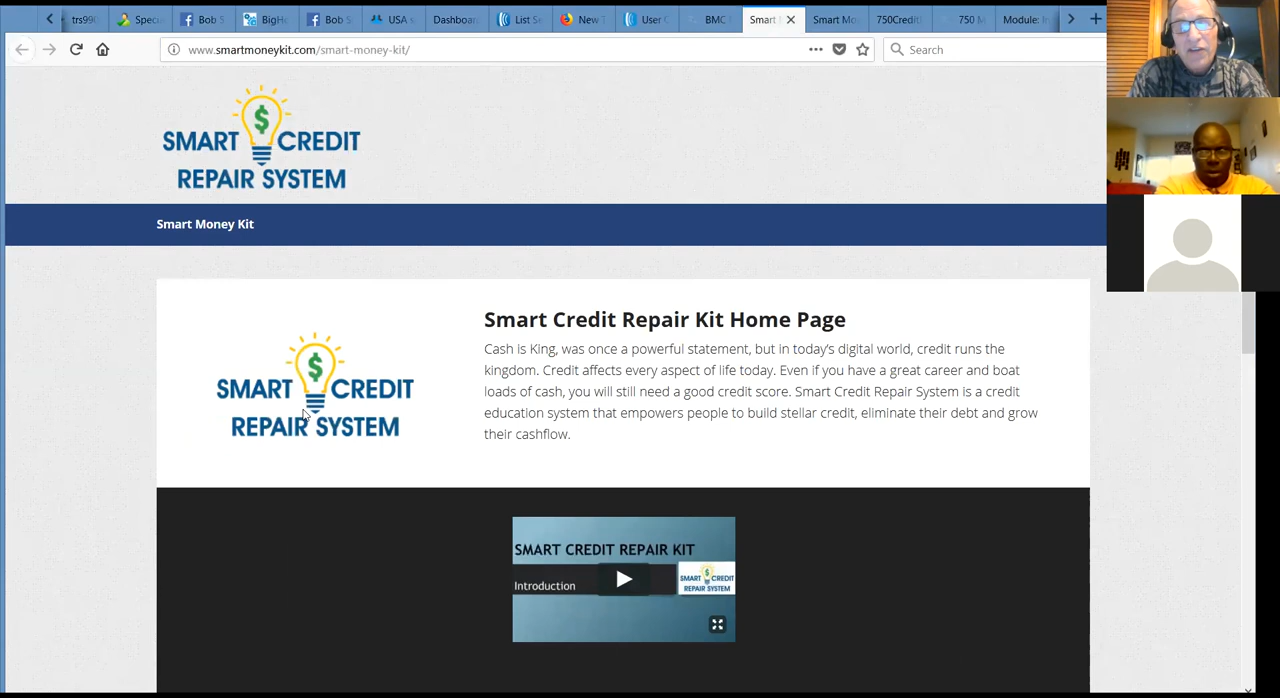 trs99
Specia
Bob S
BigHe
Bob S
USA s
Dashboar
List Se
New T
User C
BMC
Smart
Smart Mo
750Credit
750 M
Module: In
www.smartmoneykit.com/smart-money-kit/
Search
SMART CREDIT
REPAIR SYSTEM
Smart Money Kit
SMART CREDIT
REPAIR SYSTEM
Smart Credit Repair Kit Home Page
Cash is King, was once a powerful statement, but in today's digital world, credit runs the
kingdom. Credit affects every aspect of life today. Even if you have a great career and boat
loads of cash, you will still need a good credit score. Smart Credit Repair System is a credit
education system that empowers people to build stellar credit, eliminate their debt and grow
their cashflow.
SMART CREDIT REPAIR KIT
Introduction
SMART CREDIT
REPAIR SYSTEM